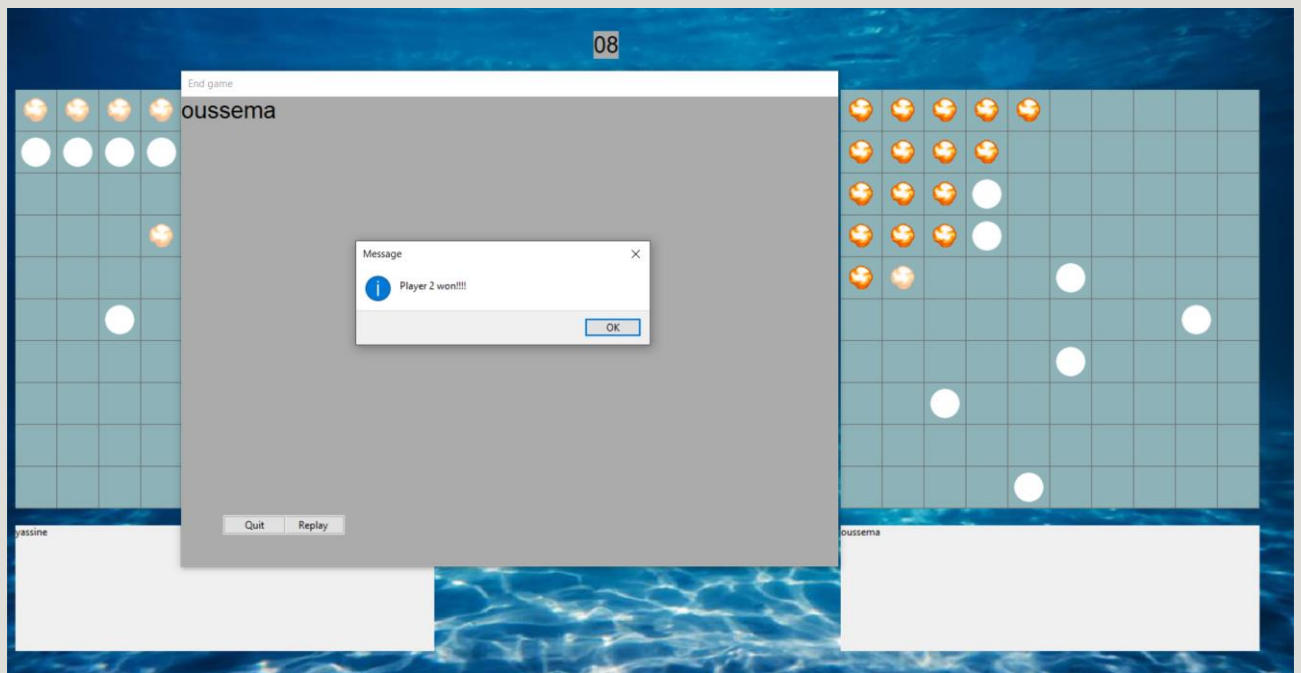 08
End game
oussema
Message
Player 2 won!!!!
OK
Quit Replay
yassine
oussema